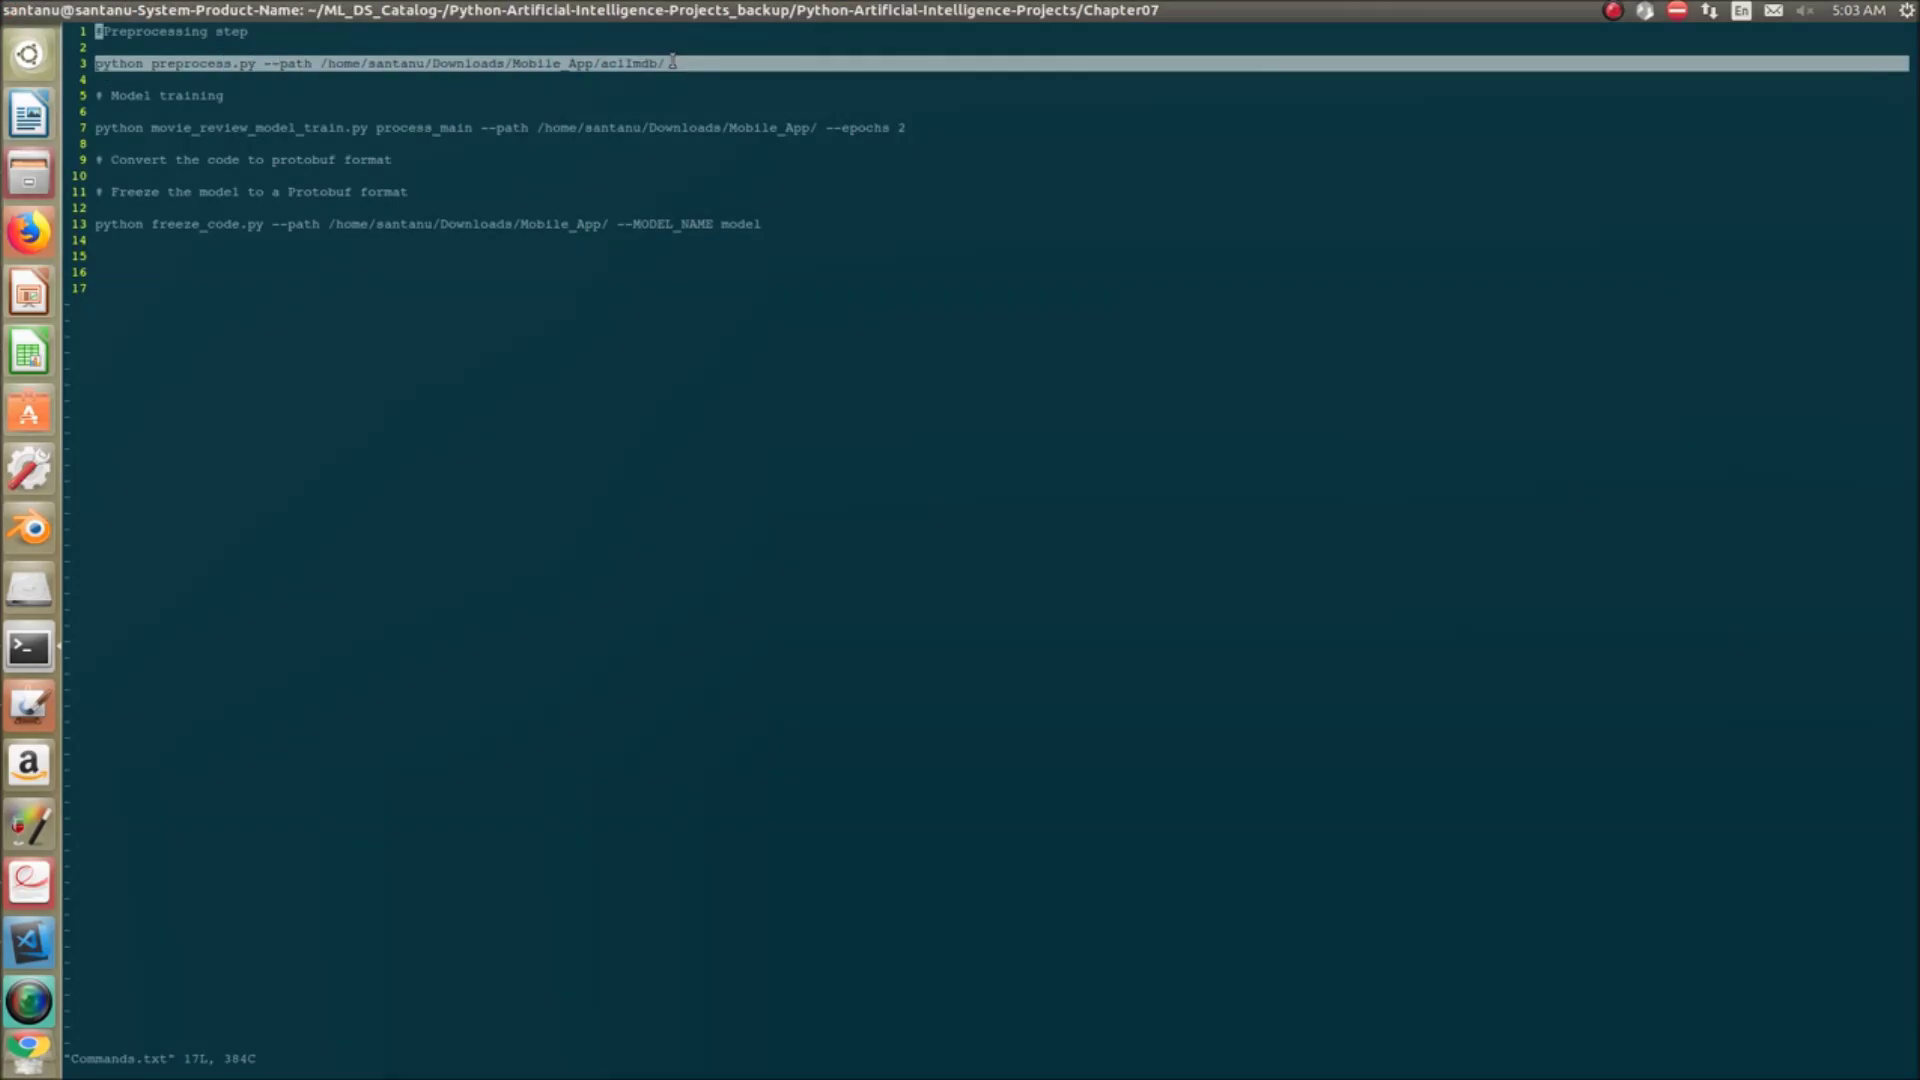 santanu@santanu-System-Product-Name: ~/ML_DS_Catalog-/Python-Artificial-Intelligence-Projects_backup/Python-Artificial-Intelligence-Projects/Chapter07
En
5:03 AM
1 #Preprocessing step
2
3 python preprocess.py --path /home/santanu/Downloads/Mobile_App/aclImdb/
4
5 # Model training
6
7 python movie_review_model_train.py process_main --path /home/santanu/Downloads/Mobile_App/ --epochs 2
8
9 # Convert the code to protobuf format
10
11 # Freeze the model to a Protobuf format
12
13 python freeze_code.py --path /home/santanu/Downloads/Mobile_App/ --MODEL_NAME model
14
15
16
17
"Commands.txt" 17L, 384C